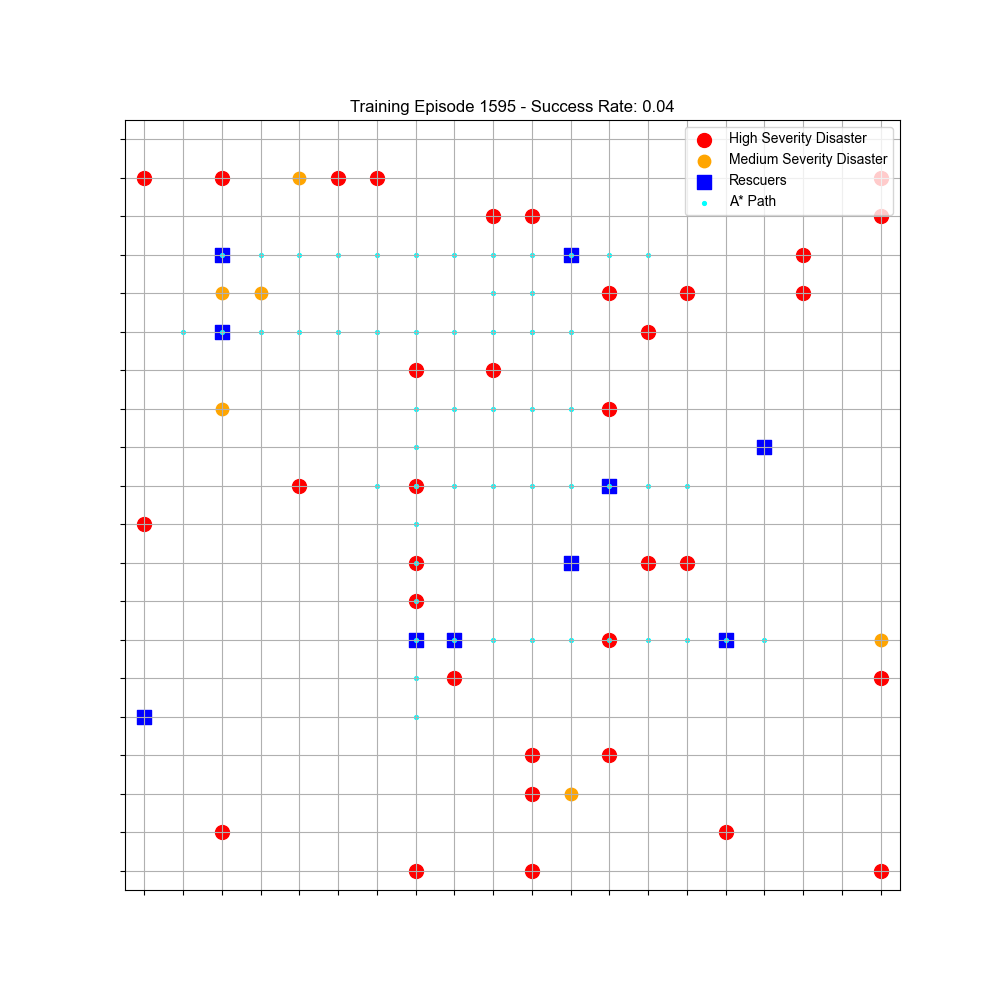 Training Episode 1595 - Success Rate: 0.04
High Severity Disaster
Medium Severity Disaster
Rescuers
A* Path